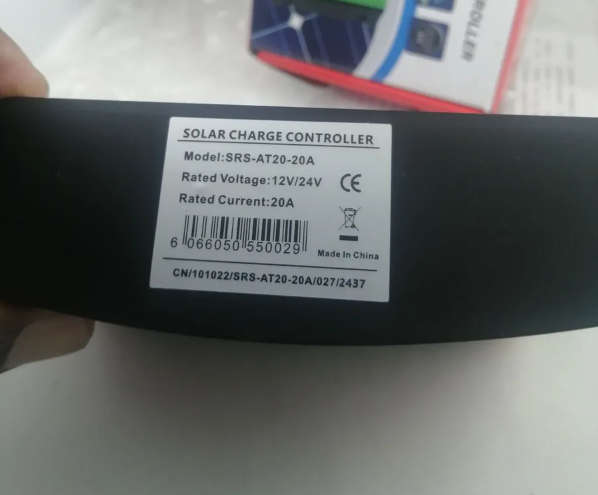 ROLLER
SOLAR CHARGE CONTROLLER
Model:SRS-AT20-20A
Rated Voltage:12V/24V
CE
Rated Current:20A
6 066050 550029
Made In China
CN/101022/SRS-AT20-20A/027/2437